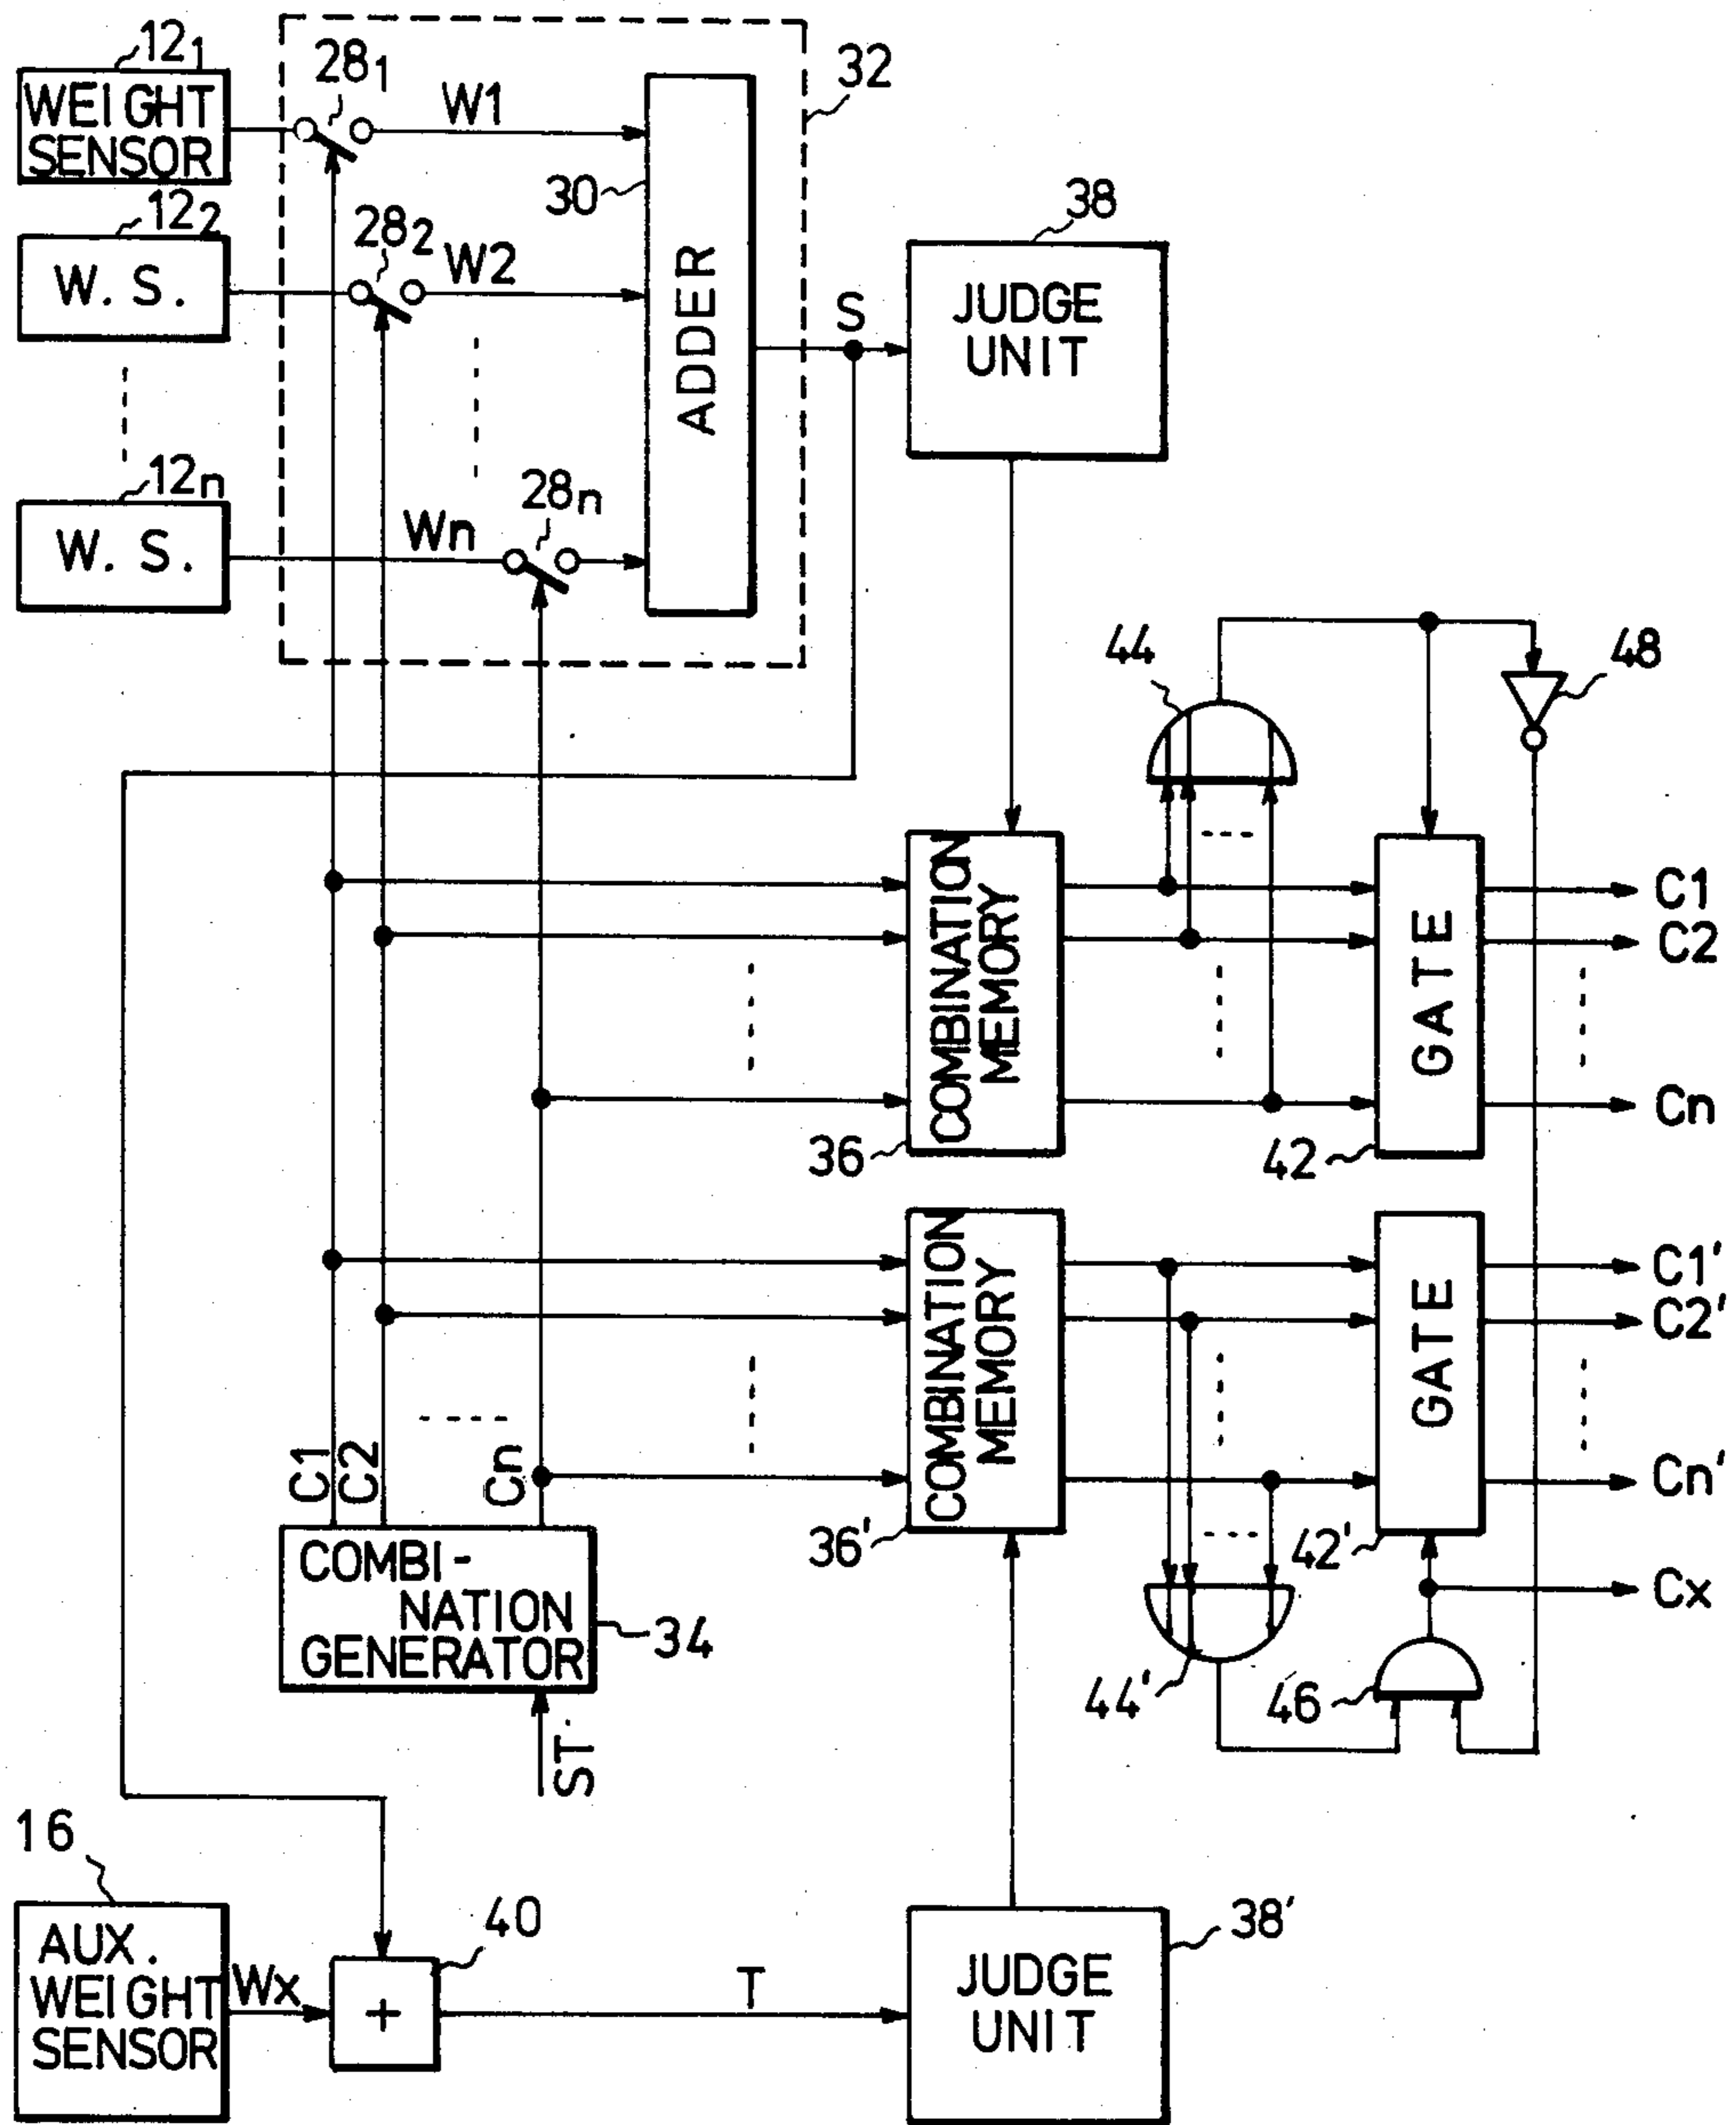 12₁
WEIGHT
SENSOR
28₁
W1
32
30
ADDER
12₂
W. S.
28₂
W2
S
38
JUDGE
UNIT
12n
W. S.
Wn
28n
44
48
COMBINATION
MEMORY
36
GATE
42
C1
C2
Cn
COMBINATION
MEMORY
36'
GATE
42'
C1'
C2'
Cn'
Cx
C1
C2
Cn
COMBI-
NATION
GENERATOR
34
ST.
44'
46
16
AUX.
WEIGHT
SENSOR
Wx
40
+
T
JUDGE
UNIT
38'